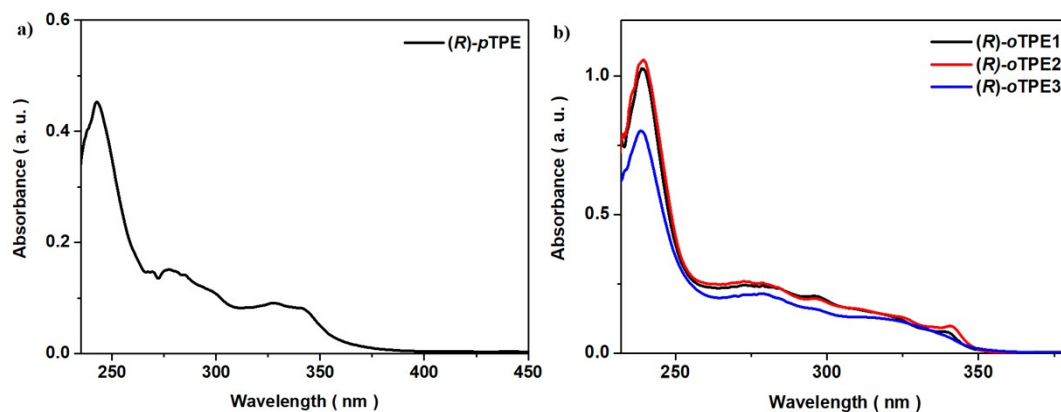 a)
(R)-pTPE
0.6
0.4
0.2
0.0
Absorbance ( a. u. )
250 300 350 400 450
Wavelength ( nm )
b)
(R)-oTPE1
(R)-oTPE2
(R)-oTPE3
1.0
0.5
0.0
Absorbance ( a. u. )
250 300 350
Wavelength ( nm )